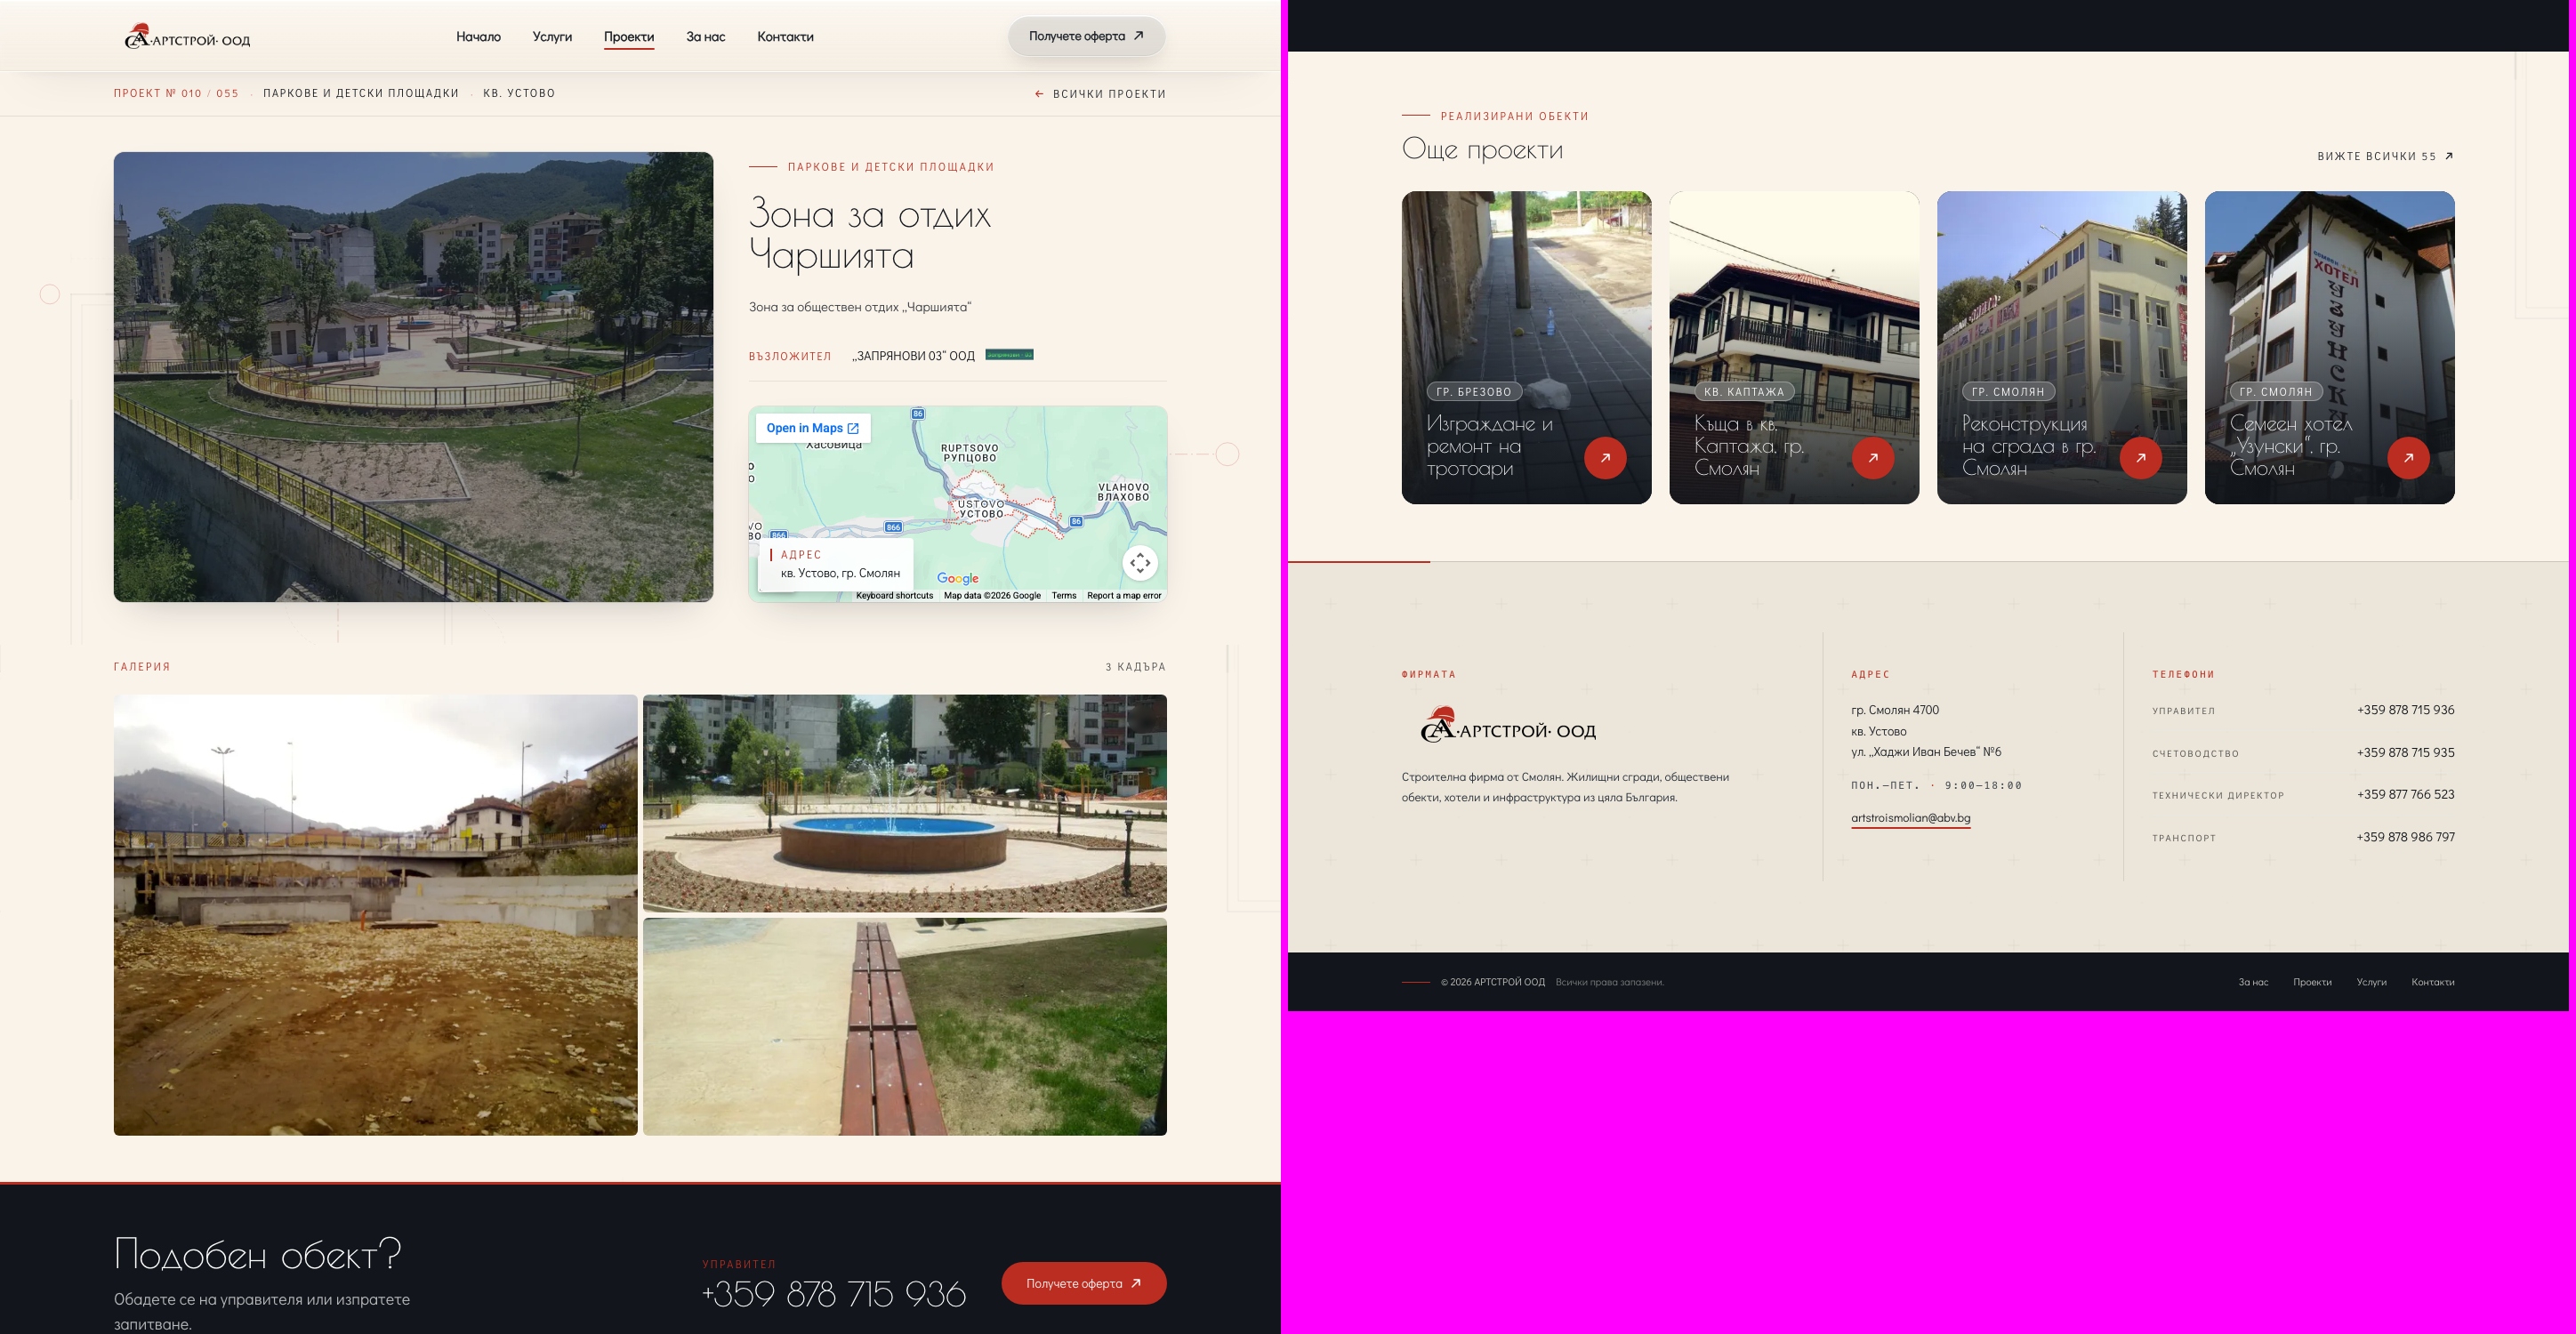 АРТСТРОЙ · ООД
Начало
Услуги
Проекти
За нас
Контакти
Получете оферта
ПРОЕКТ № 010 / 055 · ПАРКОВЕ И ДЕТСКИ ПЛОЩАДКИ · КВ. УСТОВО
← ВСИЧКИ ПРОЕКТИ
ПАРКОВЕ И ДЕТСКИ ПЛОЩАДКИ
Зона за отдих
Чаршията
Зона за обществен отдих „Чаршията“
ВЪЗЛОЖИТЕЛ „ЗАПРЯНОВИ 03“ ООД
Open in Maps
Хасовица
86
RUPTSOVO
РУПЦОВО
VLAHOVO
ВЛАХОВО
USTOVO
УСТОВО
866
86
866
АДРЕС
кв. Устово, гр. Смолян
Google
Keyboard shortcuts
Map data ©2026 Google
Terms
Report a map error
ГАЛЕРИЯ
3 КАДЪРА
Подобен обект?
Обадете се на управителя или изпратете
запитване.
УПРАВИТЕЛ
+359 878 715 936
Получете оферта
РЕАЛИЗИРАНИ ОБЕКТИ
Още проекти
ВИЖТЕ ВСИЧКИ 55
ГР. БРЕЗОВО
Изграждане и
ремонт на
тротоари
КВ. КАПТАЖА
Къща в кв.
Каптажа, гр.
Смолян
ГР. СМОЛЯН
Реконструкция
на сграда в гр.
Смолян
ХОТЕЛ
УЗУНСКИ
ГР. СМОЛЯН
Семеен хотел
„Узунски“, гр.
Смолян
ФИРМАТА
АРТСТРОЙ · ООД
Строителна фирма от Смолян. Жилищни сгради, обществени
обекти, хотели и инфраструктура из цяла България.
АДРЕС
гр. Смолян 4700
кв. Устово
ул. „Хаджи Иван Бечев“ №6
ПОН.–ПЕТ. · 9:00–18:00
artstroismolian@abv.bg
ТЕЛЕФОНИ
УПРАВИТЕЛ +359 878 715 936
СЧЕТОВОДСТВО +359 878 715 935
ТЕХНИЧЕСКИ ДИРЕКТОР +359 877 766 523
ТРАНСПОРТ +359 878 986 797
© 2026 АРТСТРОЙ ООД Всички права запазени.
За нас
Проекти
Услуги
Контакти